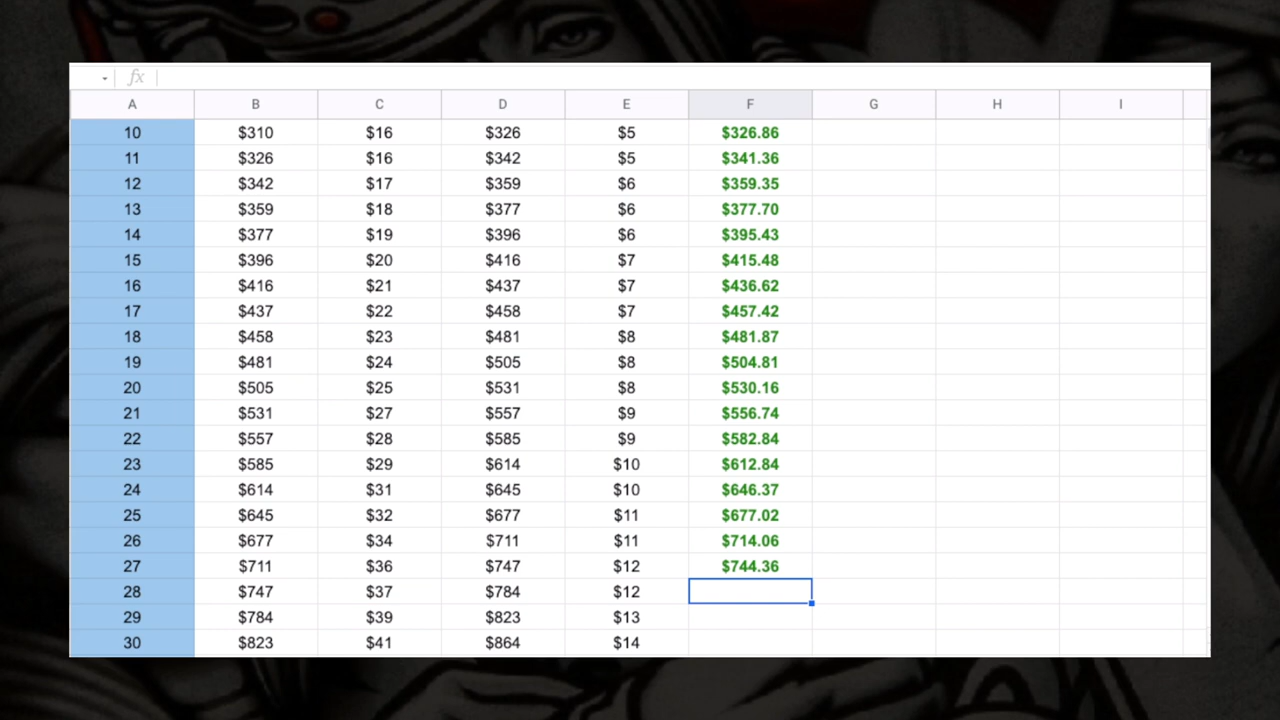 fx
A B C D E F G H I
10 $310 $16 $326 $5 $326.86
11 $326 $16 $342 $5 $341.36
12 $342 $17 $359 $6 $359.35
13 $359 $18 $377 $6 $377.70
14 $377 $19 $396 $6 $395.43
15 $396 $20 $416 $7 $415.48
16 $416 $21 $437 $7 $436.62
17 $437 $22 $458 $7 $457.42
18 $458 $23 $481 $8 $481.87
19 $481 $24 $505 $8 $504.81
20 $505 $25 $531 $8 $530.16
21 $531 $27 $557 $9 $556.74
22 $557 $28 $585 $9 $582.84
23 $585 $29 $614 $10 $612.84
24 $614 $31 $645 $10 $646.37
25 $645 $32 $677 $11 $677.02
26 $677 $34 $711 $11 $714.06
27 $711 $36 $747 $12 $744.36
28 $747 $37 $784 $12
29 $784 $39 $823 $13
30 $823 $41 $864 $14